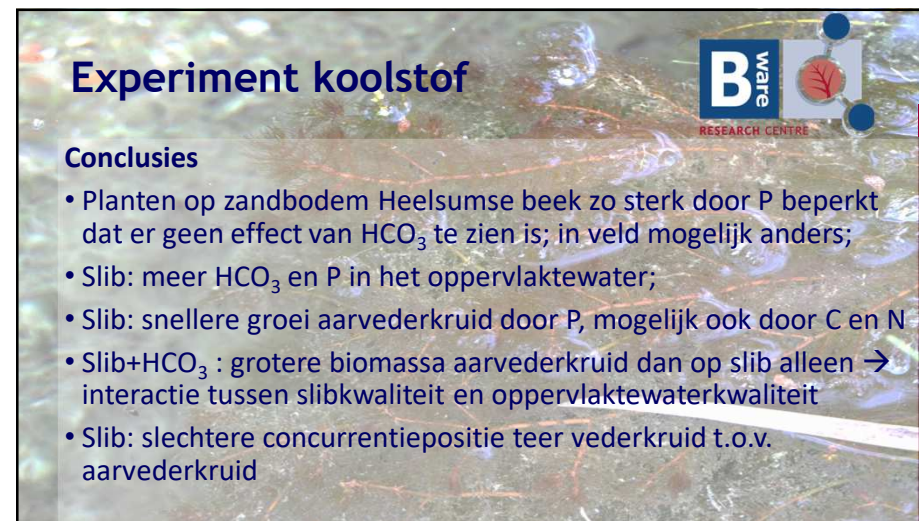 Experiment koolstof
B ware
RESEARCH CENTRE
Conclusies
• Planten op zandbodem Heelsumse beek zo sterk door P beperkt
dat er geen effect van HCO₃ te zien is; in veld mogelijk anders;
• Slib: meer HCO₃ en P in het oppervlaktewater;
• Slib: snellere groei aarvederkruid door P, mogelijk ook door C en N
• Slib+HCO₃ : grotere biomassa aarvederkruid dan op slib alleen →
interactie tussen slibkwaliteit en oppervlaktewaterkwaliteit
• Slib: slechtere concurrentiepositie teer vederkruid t.o.v.
aarvederkruid